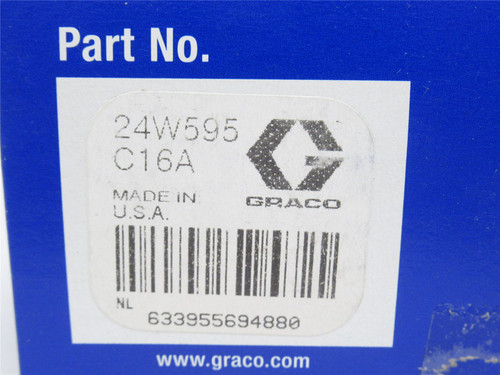 Part No.
24W595
C16A
MADE IN
U.S.A.
GRACO
NL
633955694880
www.graco.com